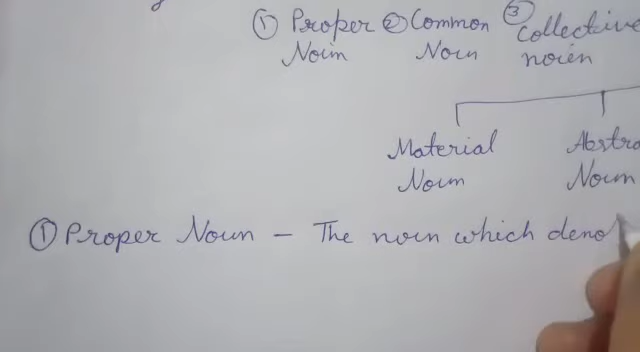 ① Proper ② Common ③ Collective
Noun Noun noun
Material
Noun Noun
① Proper Noun - The noun which deno